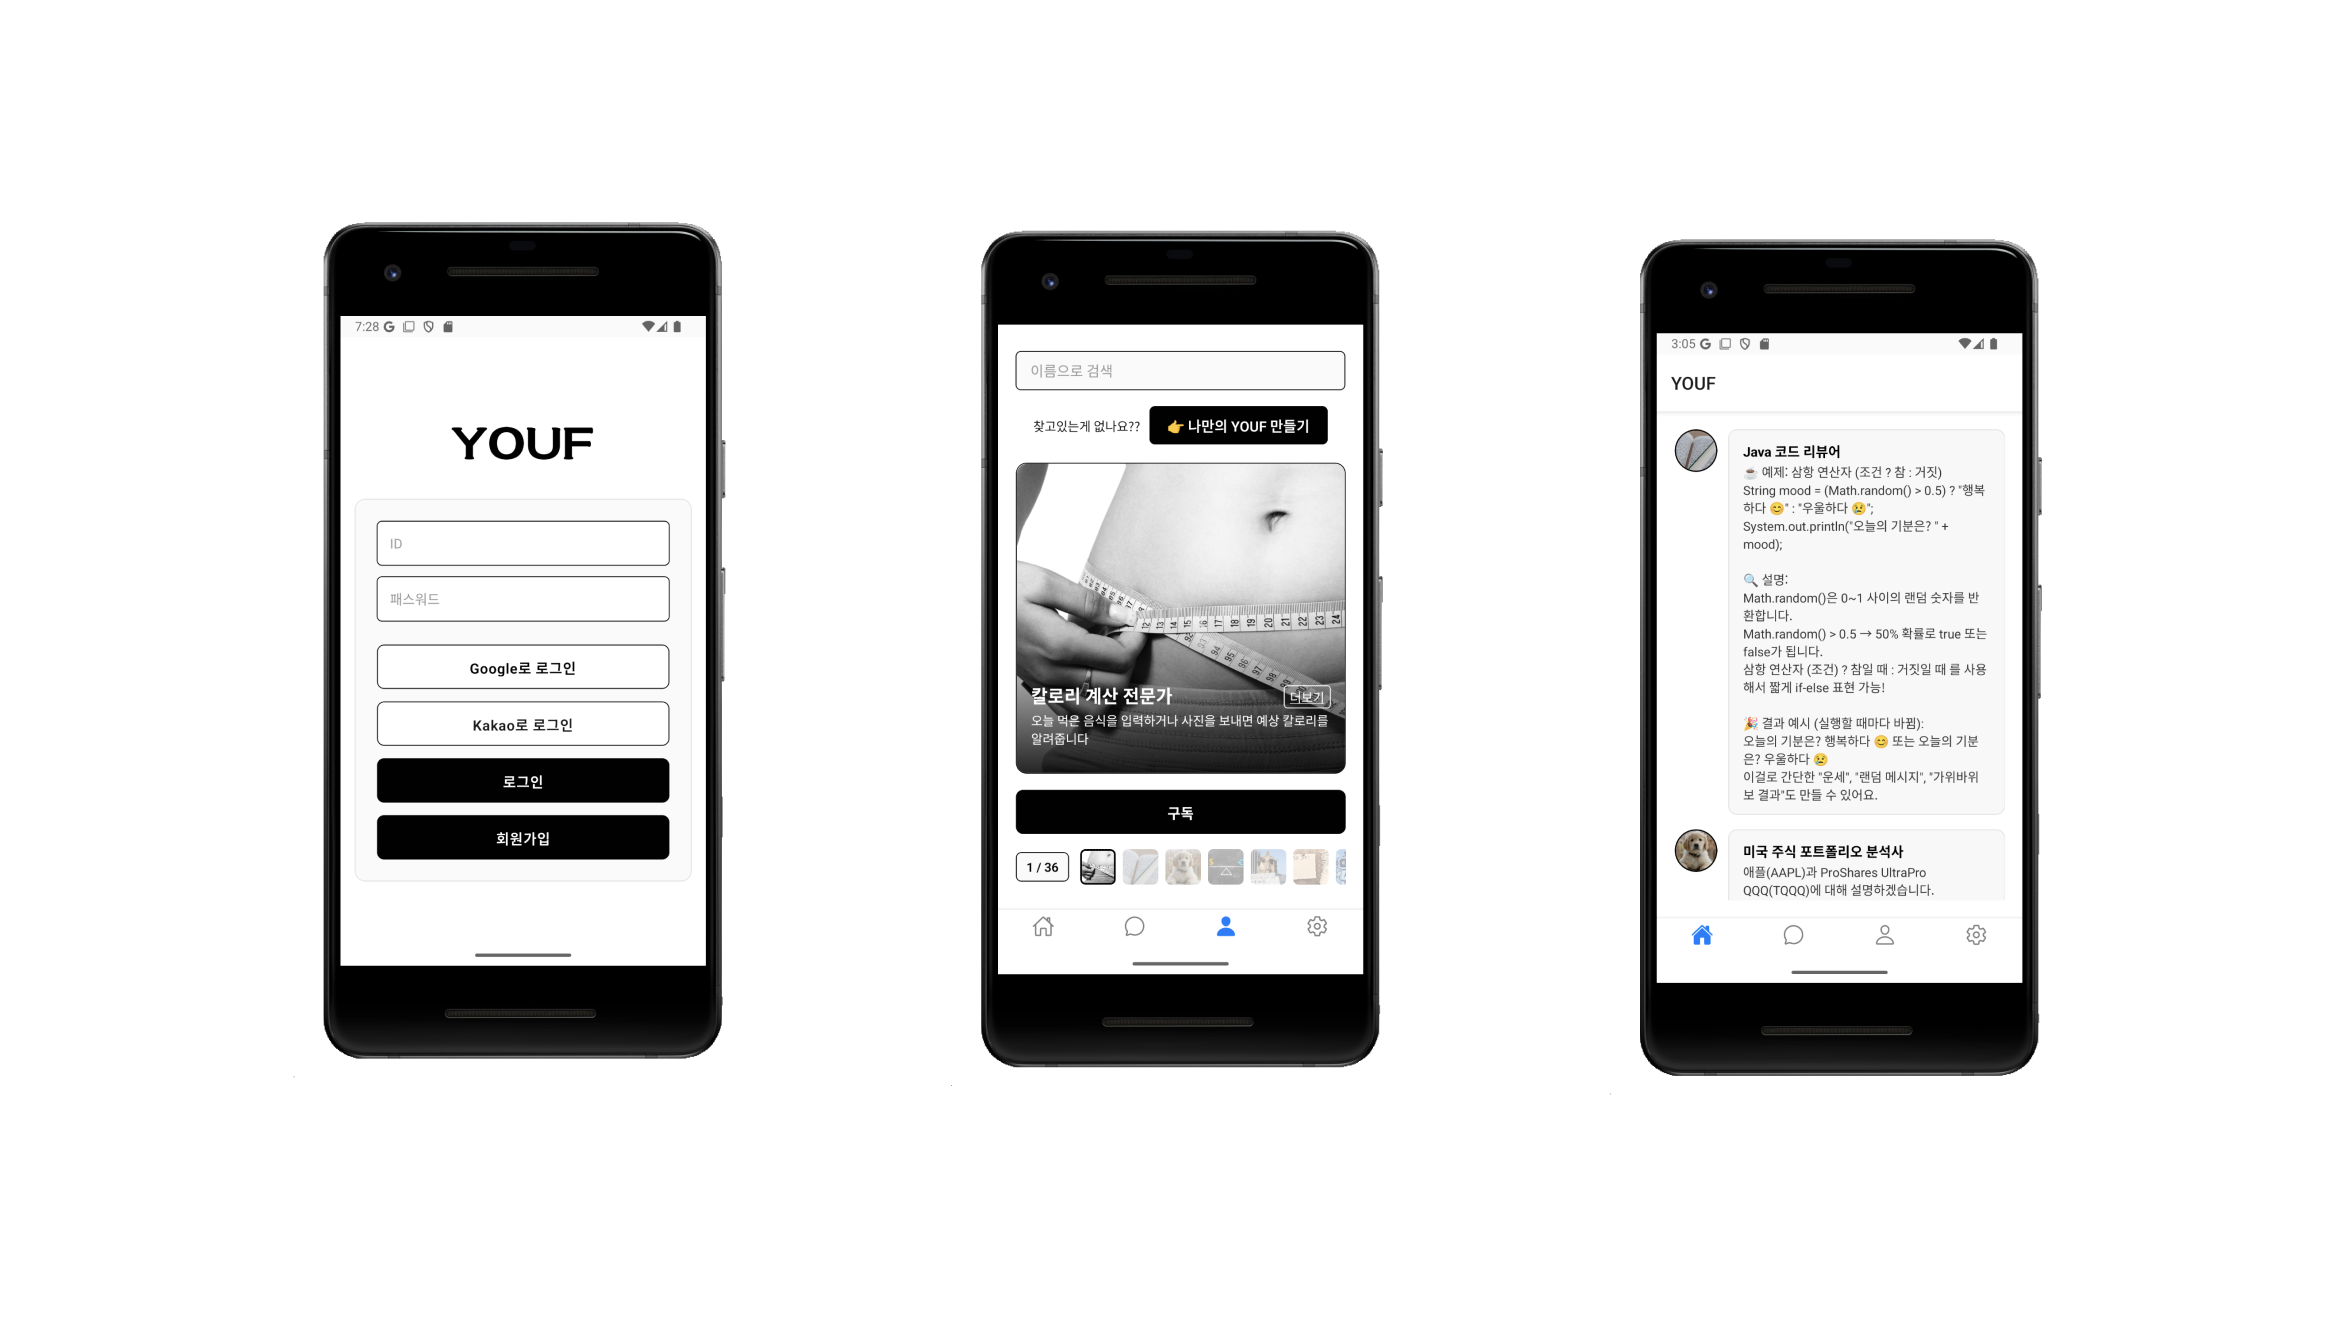 7:28
YOUF
ID
패스워드
Google로 로그인
Kakao로 로그인
로그인
회원가입
이름으로 검색
찾고있는게 없나요??
👉 나만의 YOUF 만들기
칼로리 계산 전문가
더보기
오늘 먹은 음식을 입력하거나 사진을 보내면 예상 칼로리를
알려줍니다
구독
1 / 36
3:05
YOUF
Java 코드 리뷰어
☕ 예제: 삼항 연산자 (조건 ? 참 : 거짓)
String mood = (Math.random() > 0.5) ? "행복
하다 😊" : "우울하다 😢";
System.out.println("오늘의 기분은? " +
mood);
🔍 설명:
Math.random()은 0~1 사이의 랜덤 숫자를 반
환합니다.
Math.random() > 0.5 → 50% 확률로 true 또는
false가 됩니다.
삼항 연산자 (조건) ? 참일 때 : 거짓일 때 를 사용
해서 짧게 if-else 표현 가능!
🎉 결과 예시 (실행할 때마다 바뀜):
오늘의 기분은? 행복하다 😊 또는 오늘의 기분
은? 우울하다 😢
이걸로 간단한 "운세", "랜덤 메시지", "가위바위
보 결과"도 만들 수 있어요.
미국 주식 포트폴리오 분석사
애플(AAPL)과 ProShares UltraPro
QQQ(TQQQ)에 대해 설명하겠습니다.